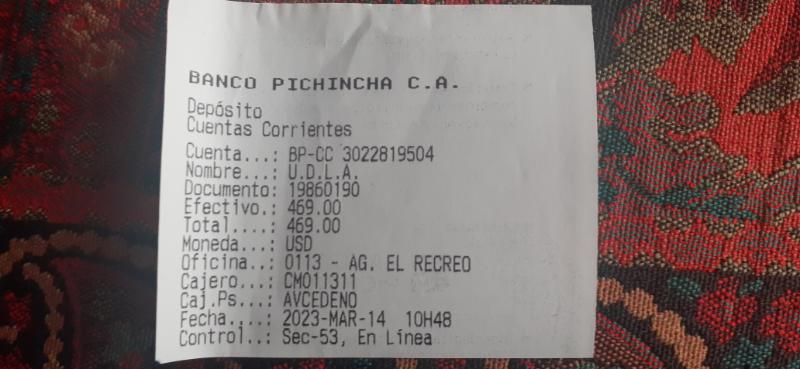 BANCO PICHINCHA C.A.
Depósito
Cuentas Corrientes
Cuenta...: BP-CC 3022819504
Nombre...: U.D.L.A.
Documento: 19860190
Efectivo.: 469.00
Total....: 469.00
Moneda...: USD
Oficina..: 0113 - AG. EL RECREO
Cajero...: CM011311
Caj.Ps...: AVCEDENO
Fecha....: 2023-MAR-14 10H48
Control..: Sec-53, En Línea